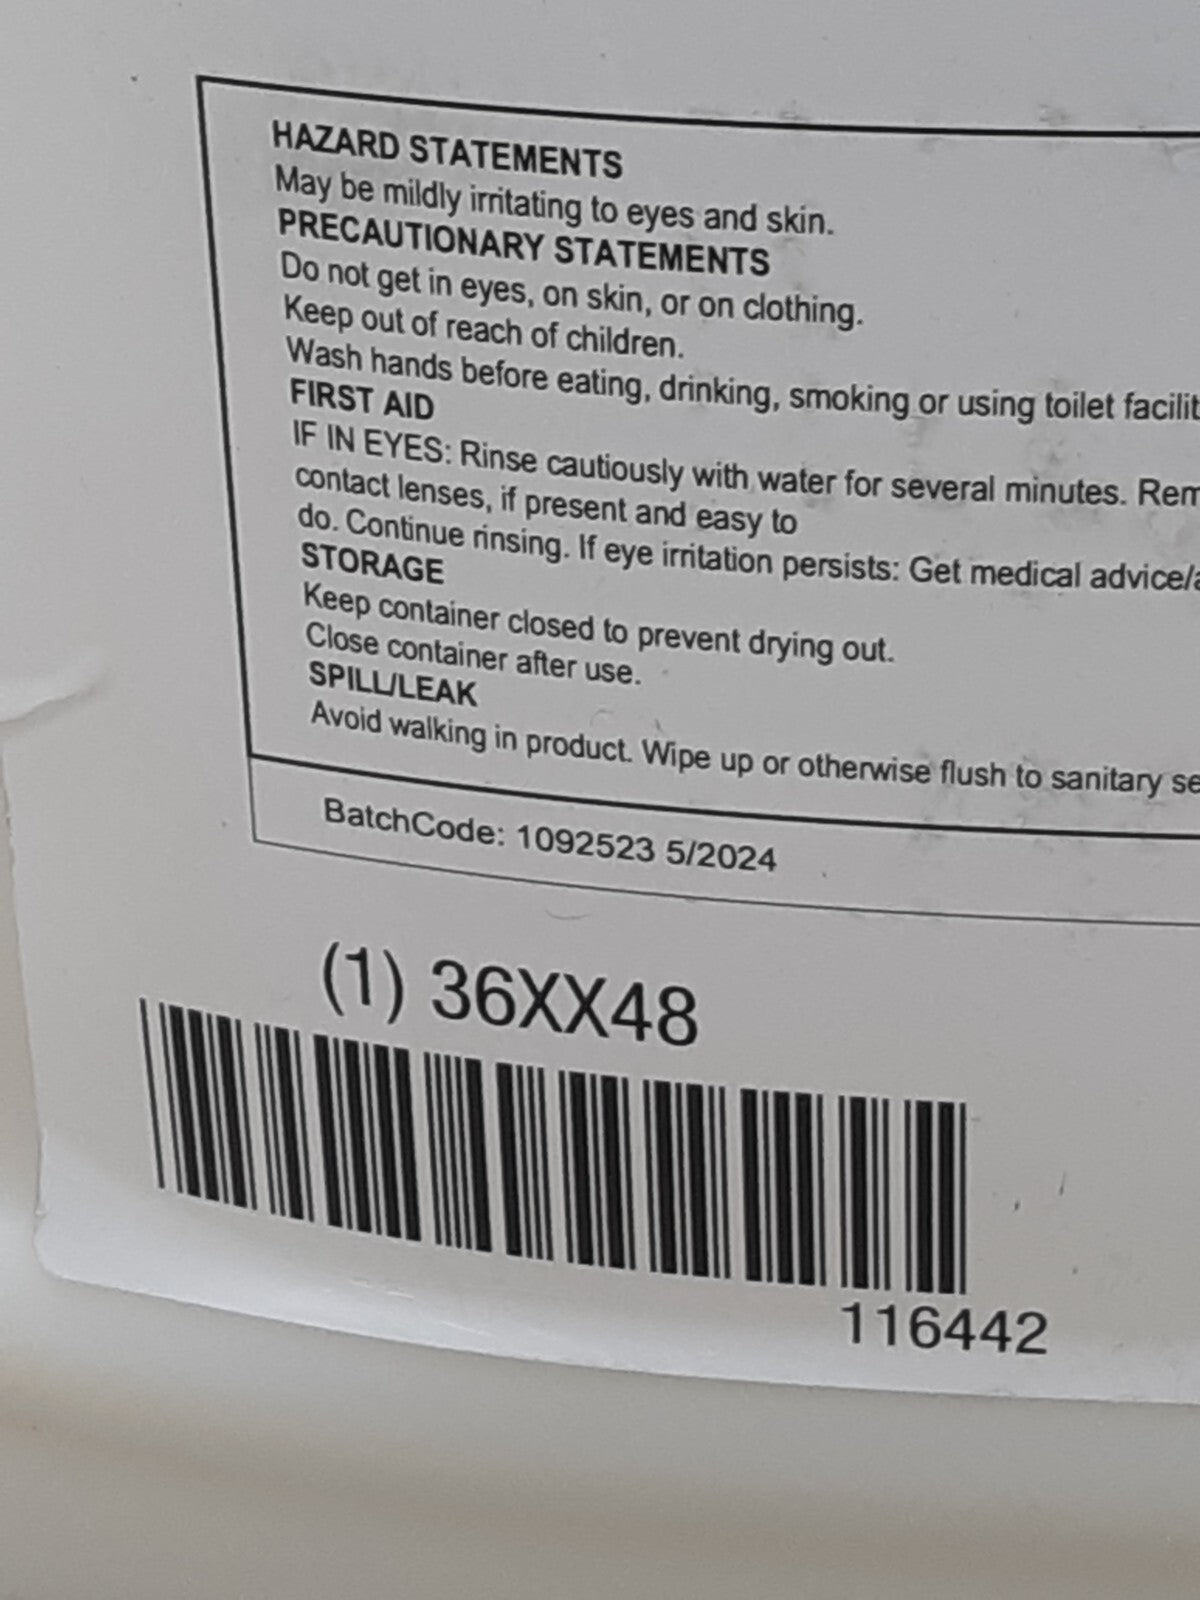 HAZARD STATEMENTS
May be mildly irritating to eyes and skin.
PRECAUTIONARY STATEMENTS
Do not get in eyes, on skin, or on clothing.
Keep out of reach of children.
Wash hands before eating, drinking, smoking or using toilet facilit
FIRST AID
IF IN EYES: Rinse cautiously with water for several minutes. Rem
contact lenses, if present and easy to
do. Continue rinsing. If eye irritation persists: Get medical advice/a
STORAGE
Keep container closed to prevent drying out.
Close container after use.
SPILL/LEAK
Avoid walking in product. Wipe up or otherwise flush to sanitary se
BatchCode: 1092523 5/2024
(1) 36XX48
116442